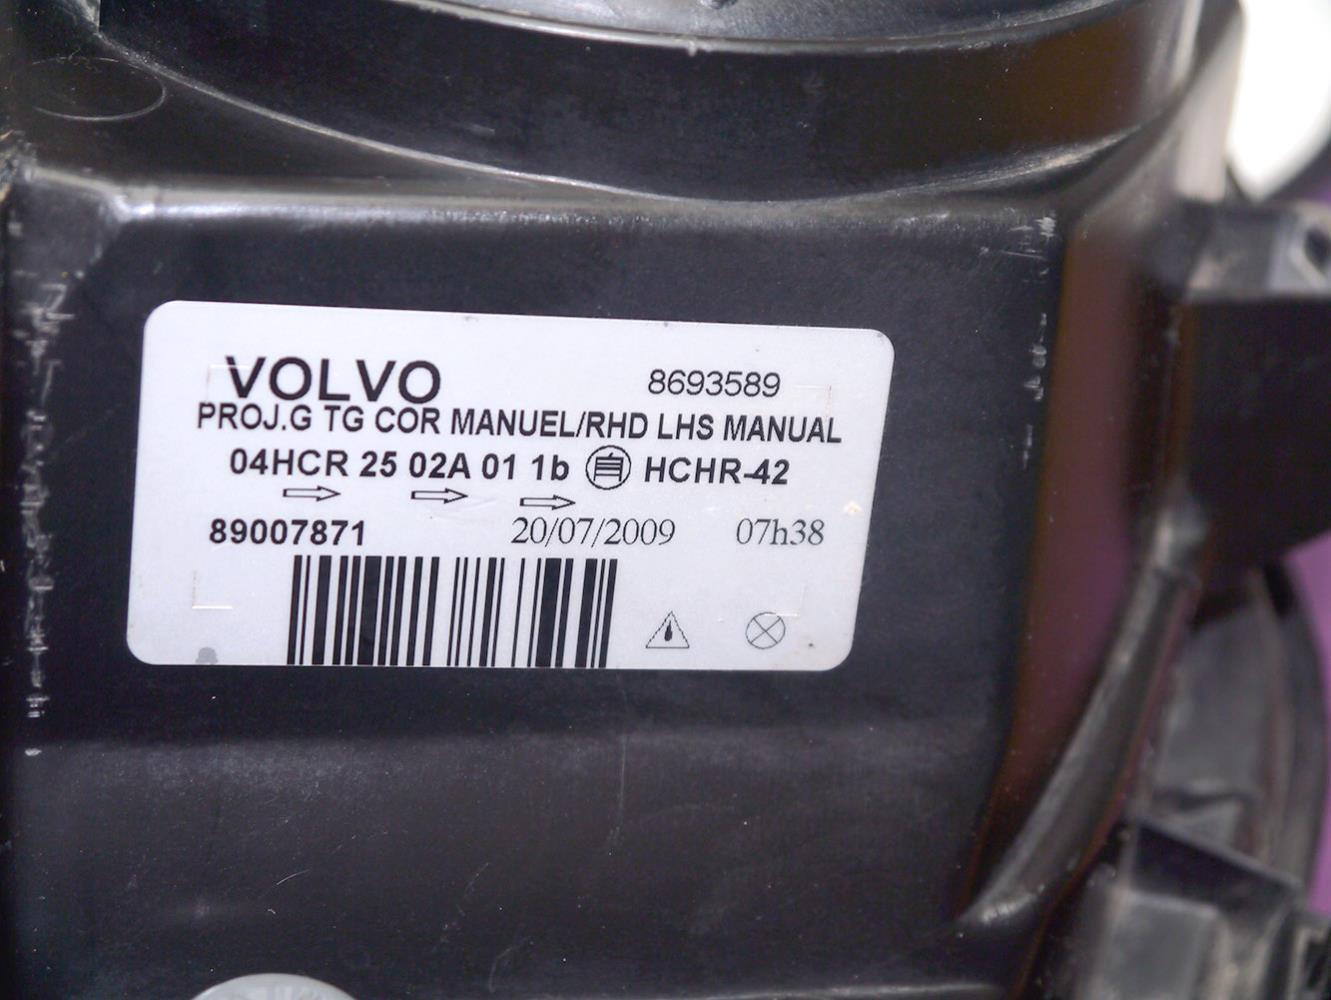 VOLVO 8693589
PROJ.G TG COR MANUEL/RHD LHS MANUAL
04HCR 25 02A 01 1b HCHR-42
89007871 20/07/2009 07h38